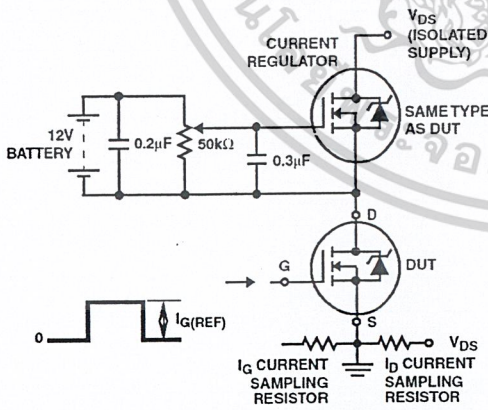 VDS
(ISOLATED
SUPPLY)
CURRENT
REGULATOR
SAME TYPE
AS DUT
12V
BATTERY
0.2µF
50kΩ
0.3µF
D
G
DUT
IG(REF)
0
S
VDS
IG CURRENT
SAMPLING
RESISTOR
ID CURRENT
SAMPLING
RESISTOR